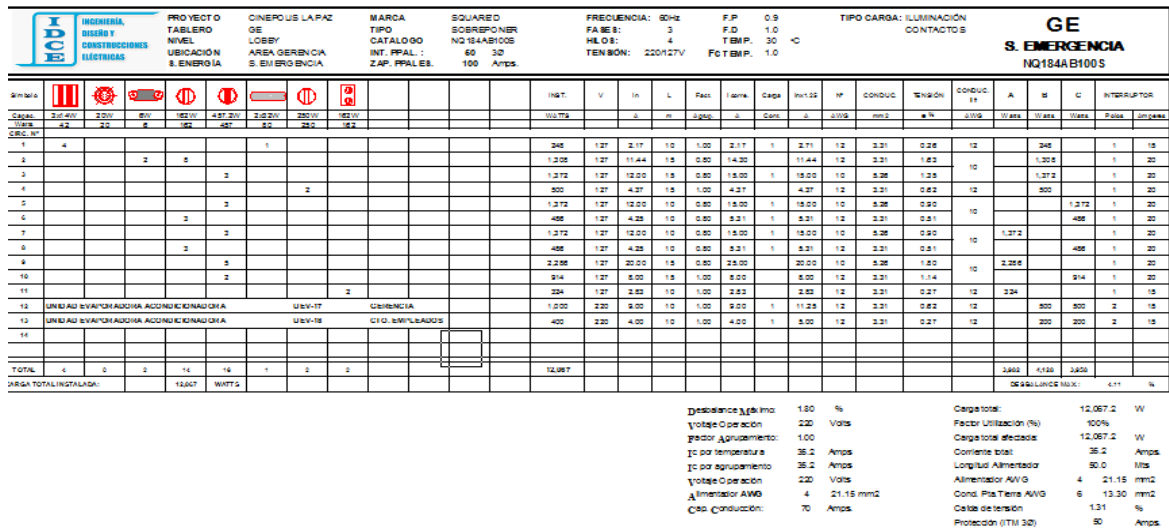 IDCE INGENIERÍA, DISEÑO Y CONSTRUCCIONES ELÉCTRICAS
PROYECTO CINEPOLIS LA PAZ MARCA SQUARE D FRECUENCIA: 60Hz F.P 0.9 TIPO CARGA: ILUMINACIÓN
TABLERO GE TIPO SOBREPONER FASES: 3 F.D 1.0 CONTACTOS
NIVEL LOBBY CATALOGO NQ184AB100S HILOS: 4 TEMP. 30 °C
UBICACIÓN AREA GERENCIA INT. PPAL.: 50 3Ø TENSIÓN: 220/127V FC TEMP. 1.0
S. ENERGÍA S. EMERGENCIA ZAP. PPALES. 100 Amps.
GE
S. EMERGENCIA
NQ184AB100S
Simbolo INST. V In L Fact. I corre. Carga Inx1.25 Nº CONDUC. TENSIÓN CONDUC. A B C INTERRUPTOR
Capac. 3x14W 20W 6W 162W 457.2W 2x32W 250W 162W WATTS A m Agrup. A Cont. A AWG mm2 e % AWG Watts Watts Watts Polos Amperes
Watts 42 20 6 162 457 80 250 162
CIRC. Nº
1 4 1 248 127 2.17 10 1.00 2.17 1 2.71 12 3.31 0.26 12 248 1 15
2 2 8 1,308 127 11.44 15 0.80 14.30 11.44 12 3.31 1.63 10 1,308 1 20
3 3 1,372 127 12.00 15 0.80 15.00 1 15.00 10 5.26 1.35 1,372 1 20
4 2 500 127 4.37 15 1.00 4.37 4.37 12 3.31 0.62 12 500 1 20
5 3 1,372 127 12.00 10 0.80 15.00 1 15.00 10 5.26 0.90 10 1,372 1 20
6 3 486 127 4.25 10 0.80 5.31 1 5.31 12 3.31 0.51 486 1 20
7 3 1,372 127 12.00 10 0.80 15.00 1 15.00 10 5.26 0.90 10 1,372 1 20
8 3 486 127 4.25 10 0.80 5.31 1 5.31 12 3.31 0.51 486 1 20
9 5 2,286 127 20.00 10 0.80 25.00 20.00 10 5.26 1.50 10 2,286 1 20
10 2 914 127 8.00 15 1.00 8.00 8.00 12 3.31 1.14 914 1 20
11 2 324 127 2.83 10 1.00 2.83 2.83 12 3.31 0.27 12 324 1 15
12 UNIDAD EVAPORADORA ACONDICIONADORA UEV-17 GERENCIA 1,000 220 9.00 10 1.00 9.00 1 11.25 12 3.31 0.62 12 500 500 2 15
13 UNIDAD EVAPORADORA ACONDICIONADORA UEV-18 CTO. EMPLEADOS 400 220 4.00 10 1.00 4.00 1 5.00 12 3.31 0.27 12 200 200 2 15
14
TOTAL 4 0 2 14 16 1 2 2 12,067 4,128
CARGA TOTAL INSTALADA: 12,067 WATTS DESBALANCE MAX.: 4.11 %
Desbalance Máximo: 1.80 %
Voltaje Operación 220 Volts
Factor Agrupamiento: 1.00
Ic por temperatura 35.2 Amps
Ic por agrupamiento 35.2 Amps
Voltaje Operación 220 Volts
Alimentador AWG 4 21.15 mm2
Cap. Conducción: 70 Amps.
Carga total: 12,067.2 W
Factor Utilización (%) 100%
Carga total afectada: 12,067.2 W
Corriente total: 35.2 Amps.
Longitud Alimentador 50.0 Mts
Alimentador AWG 4 21.15 mm2
Cond. Pta.Tierra AWG 6 13.30 mm2
Caída de tensión 1.31 %
Protección (ITM 3Ø) 50 Amps.